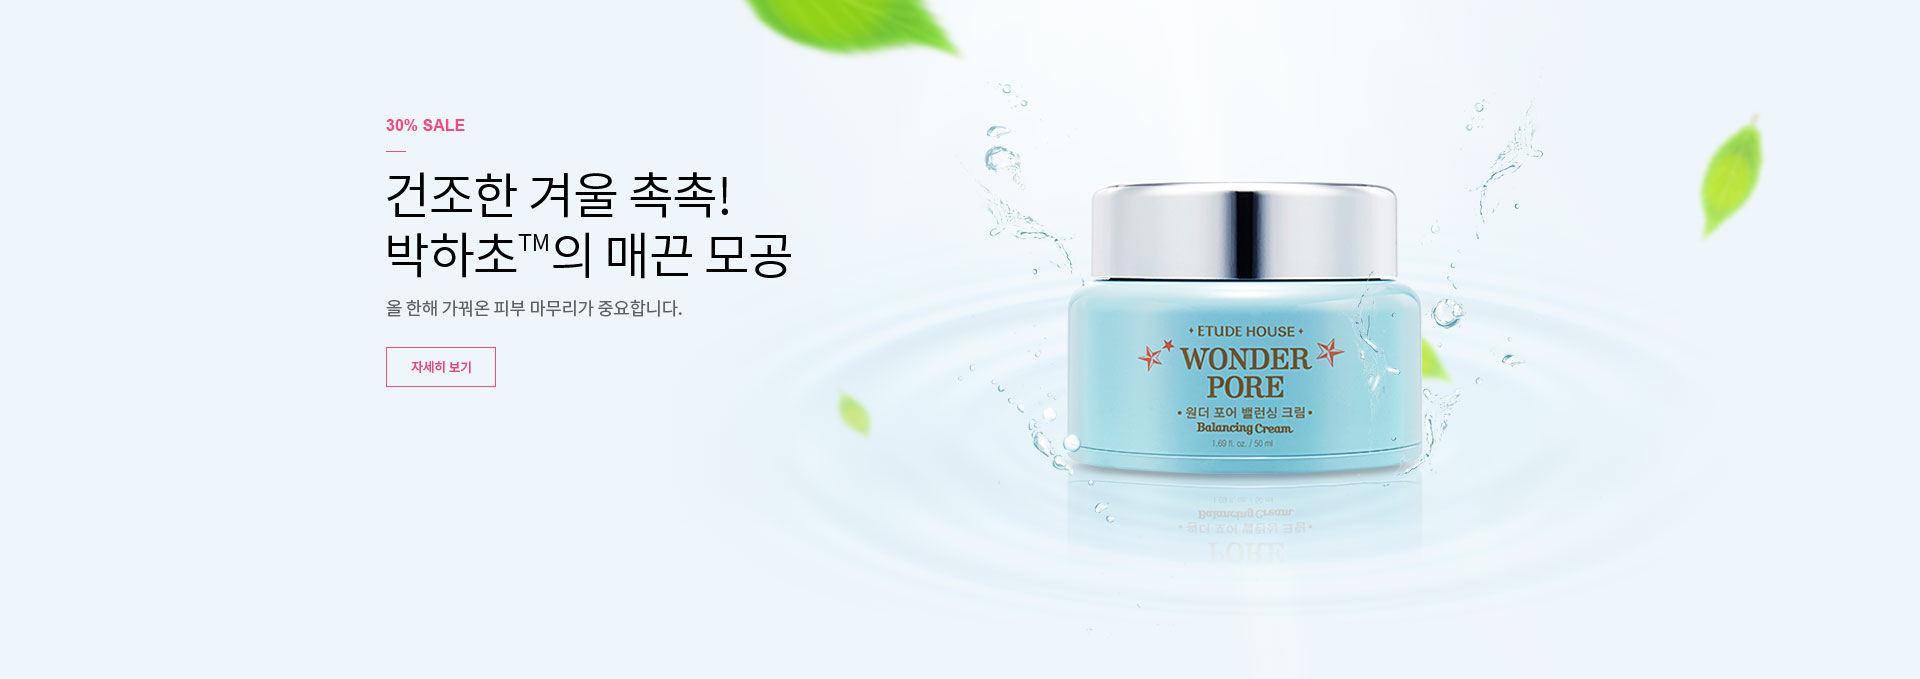 30% SALE
건조한 겨울 촉촉!
박하초™의 매끈 모공
올 한해 가꿔온 피부 마무리가 중요합니다.
자세히 보기
ETUDE HOUSE
WONDER
PORE
• 원더 포어 밸런싱 크림 •
Balancing Cream
1.69 fl. oz. / 50 ml